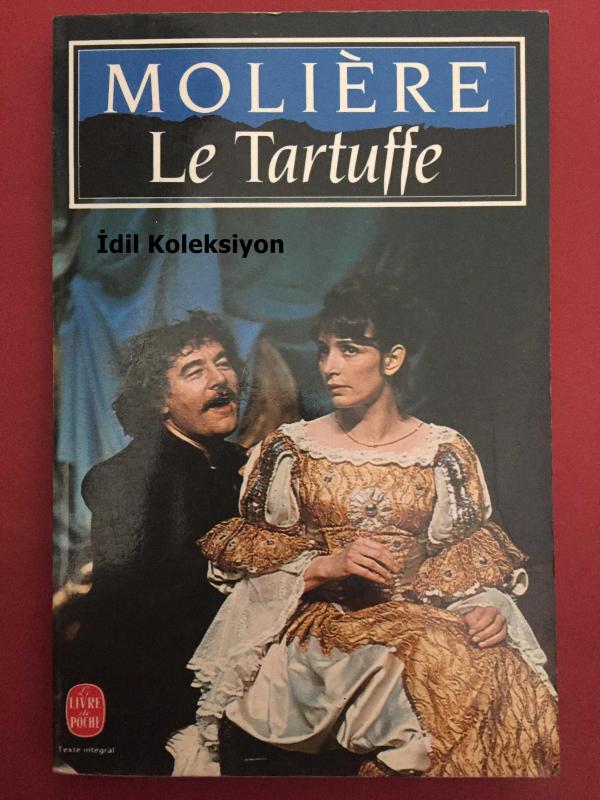 MOLIÈRE
Le Tartuffe
İdil Koleksiyon
Le
LIVRE
de
POCHE
Texte intégral